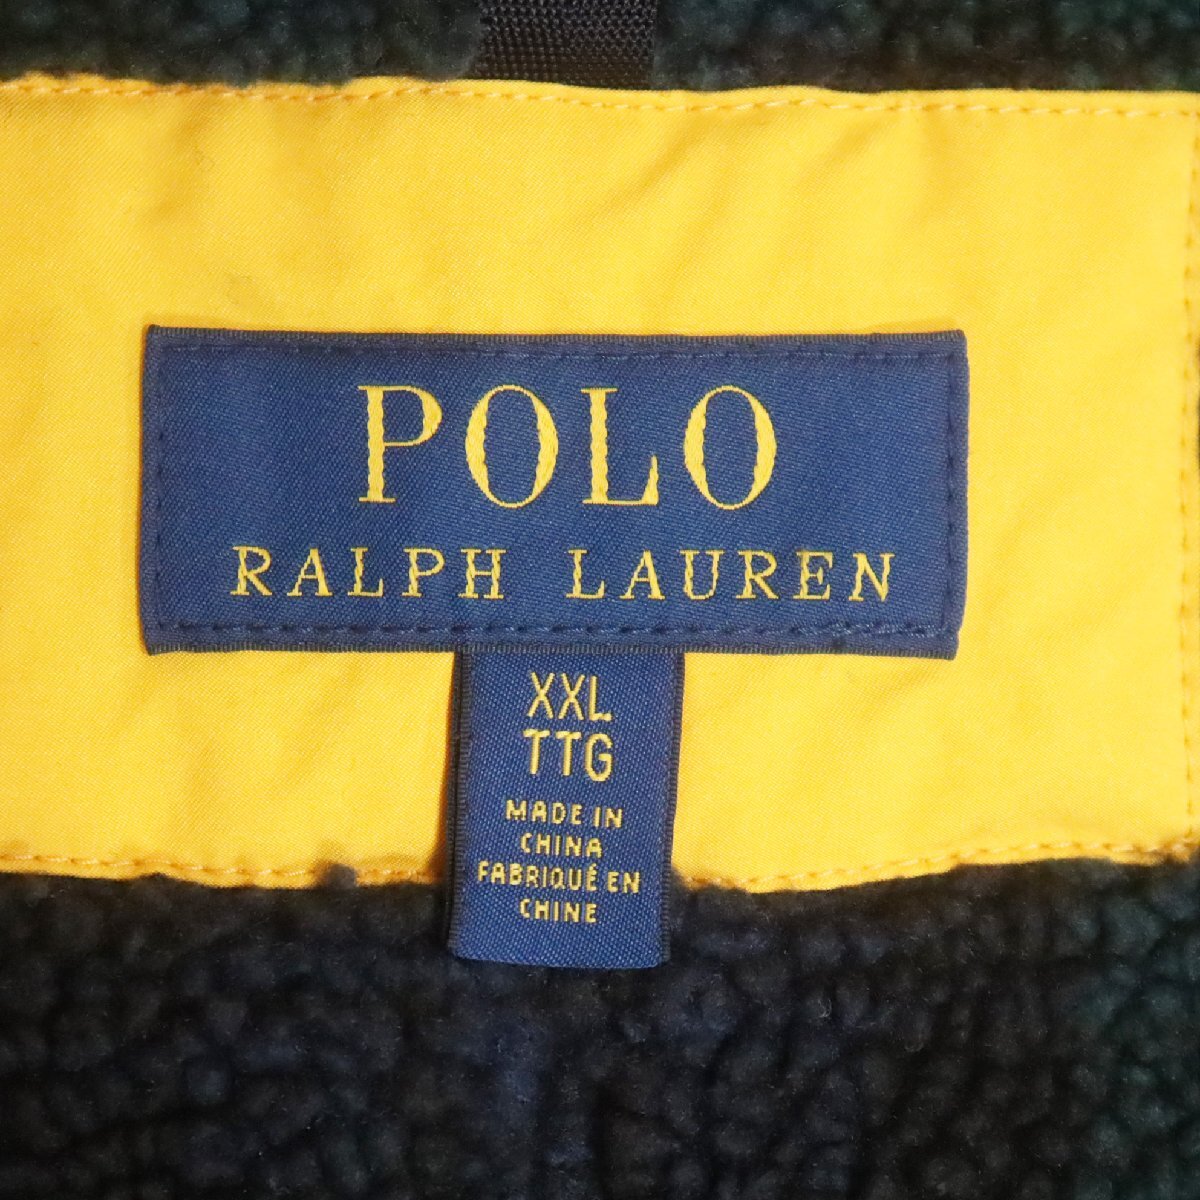 POLO
RALPH LAUREN
XXL
TTG
MADE IN
CHINA
FABRIQUÉ EN
CHINE